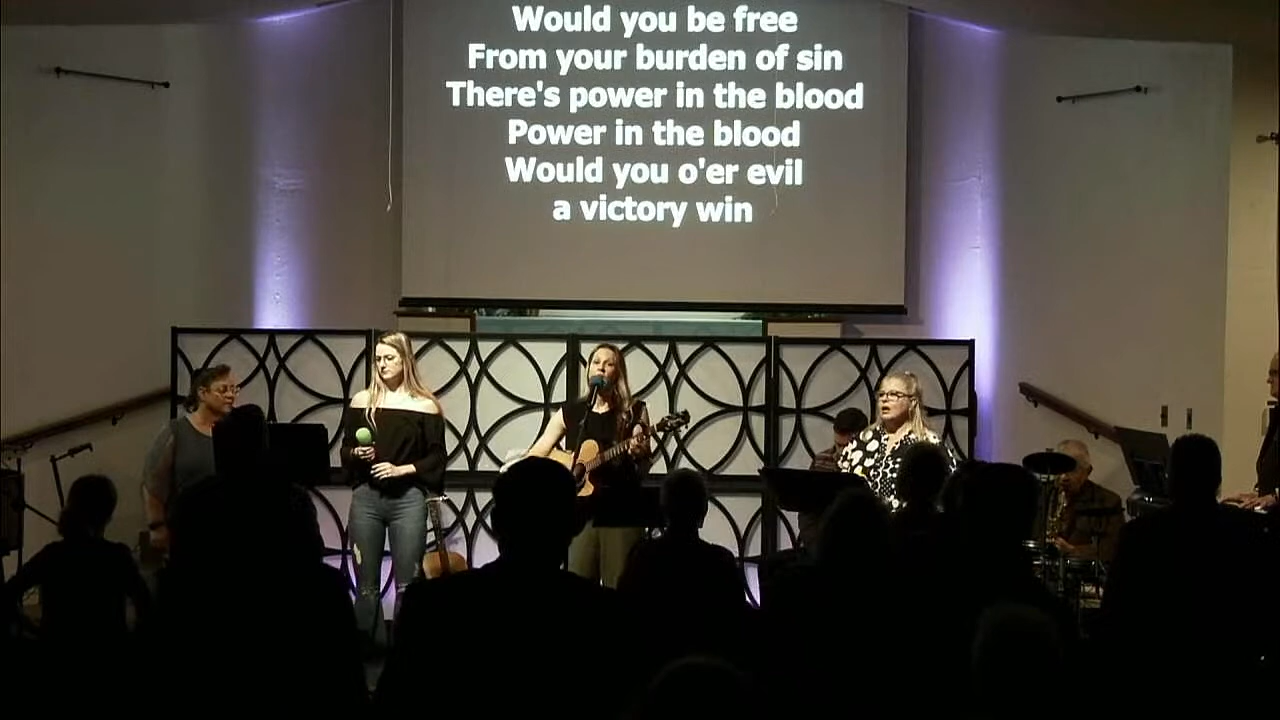 Would you be free
From your burden of sin
There's power in the blood
Power in the blood
Would you o'er evil
a victory win